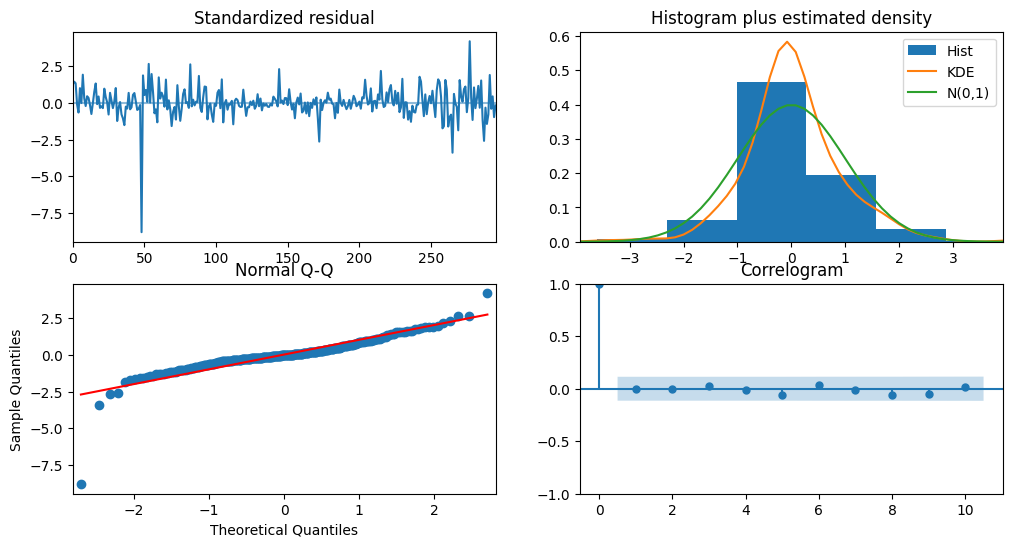 Standardized residual
2.5
0.0
−2.5
−5.0
−7.5
0 50 100 150 200 250
Histogram plus estimated density
0.6
0.5
0.4
0.3
0.2
0.1
0.0
Hist
KDE
N(0,1)
−3 −2 −1 0 1 2 3
Normal Q-Q
2.5
0.0
−2.5
−5.0
−7.5
Sample Quantiles
−2 −1 0 1 2
Theoretical Quantiles
Correlogram
1.0
0.5
0.0
−0.5
−1.0
0 2 4 6 8 10